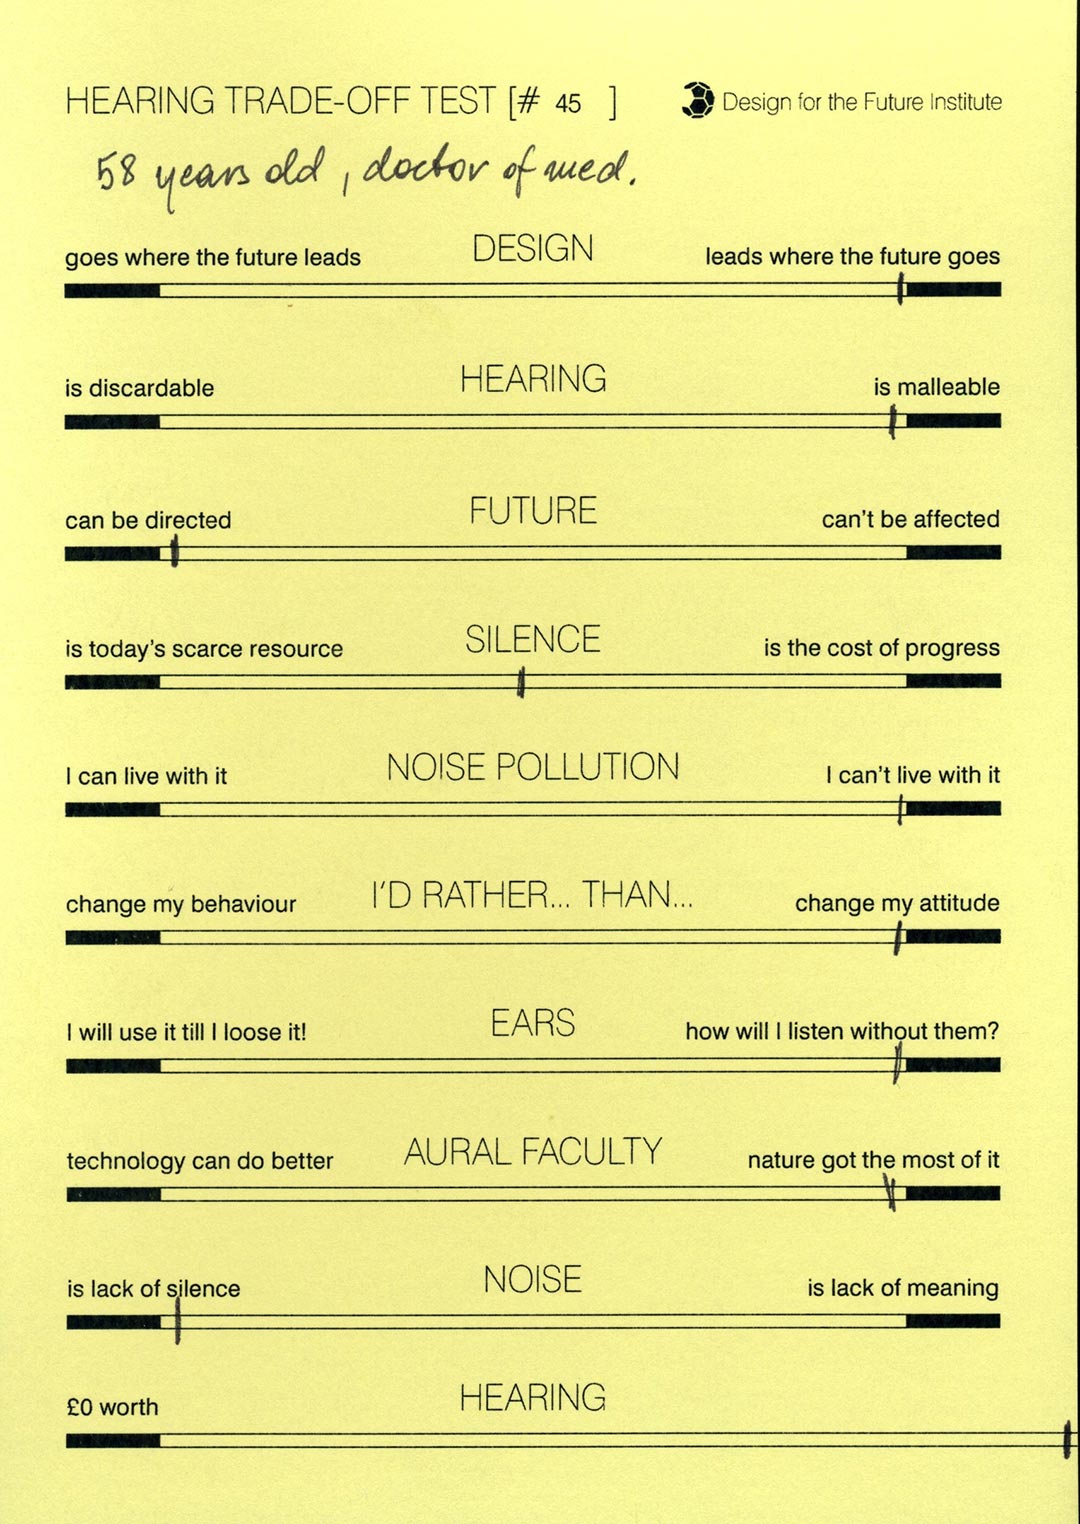 HEARING TRADE-OFF TEST [# 45 ] Design for the Future Institute
58 years old, doctor of med.
goes where the future leads DESIGN leads where the future goes
is discardable HEARING is malleable
can be directed FUTURE can't be affected
is today's scarce resource SILENCE is the cost of progress
I can live with it NOISE POLLUTION I can't live with it
change my behaviour I'D RATHER... THAN... change my attitude
I will use it till I loose it! EARS how will I listen without them?
technology can do better AURAL FACULTY nature got the most of it
is lack of silence NOISE is lack of meaning
£0 worth HEARING